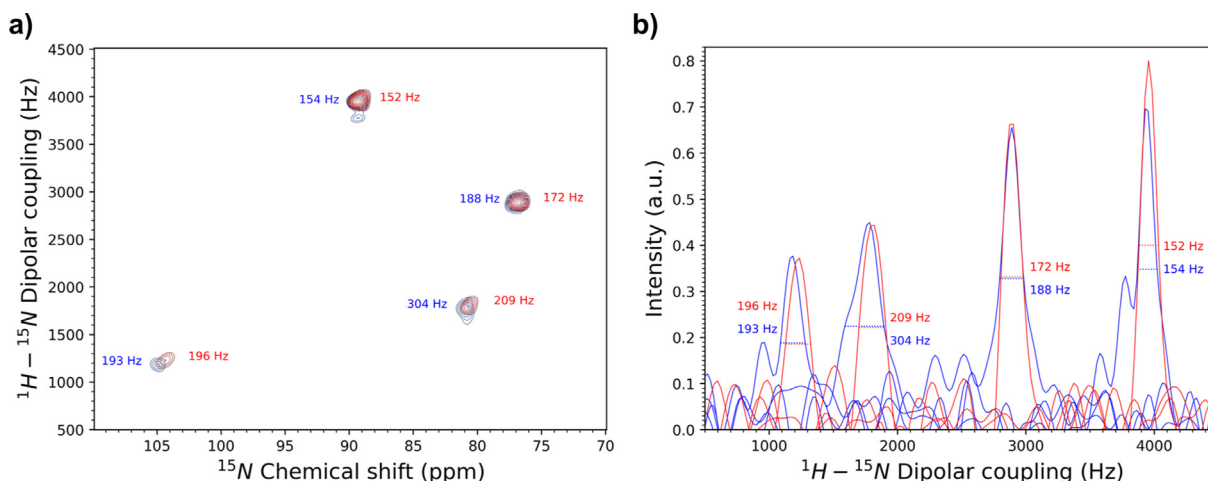 a)
4500
4000
3500
3000
2500
2000
1500
1000
500
¹H − ¹⁵N Dipolar coupling (Hz)
154 Hz
152 Hz
188 Hz
172 Hz
304 Hz
209 Hz
193 Hz
196 Hz
105
100
95
90
85
80
75
70
¹⁵N Chemical shift (ppm)
b)
0.8
0.7
0.6
0.5
0.4
0.3
0.2
0.1
0.0
Intensity (a.u.)
152 Hz
154 Hz
172 Hz
188 Hz
209 Hz
304 Hz
196 Hz
193 Hz
1000
2000
3000
4000
¹H − ¹⁵N Dipolar coupling (Hz)